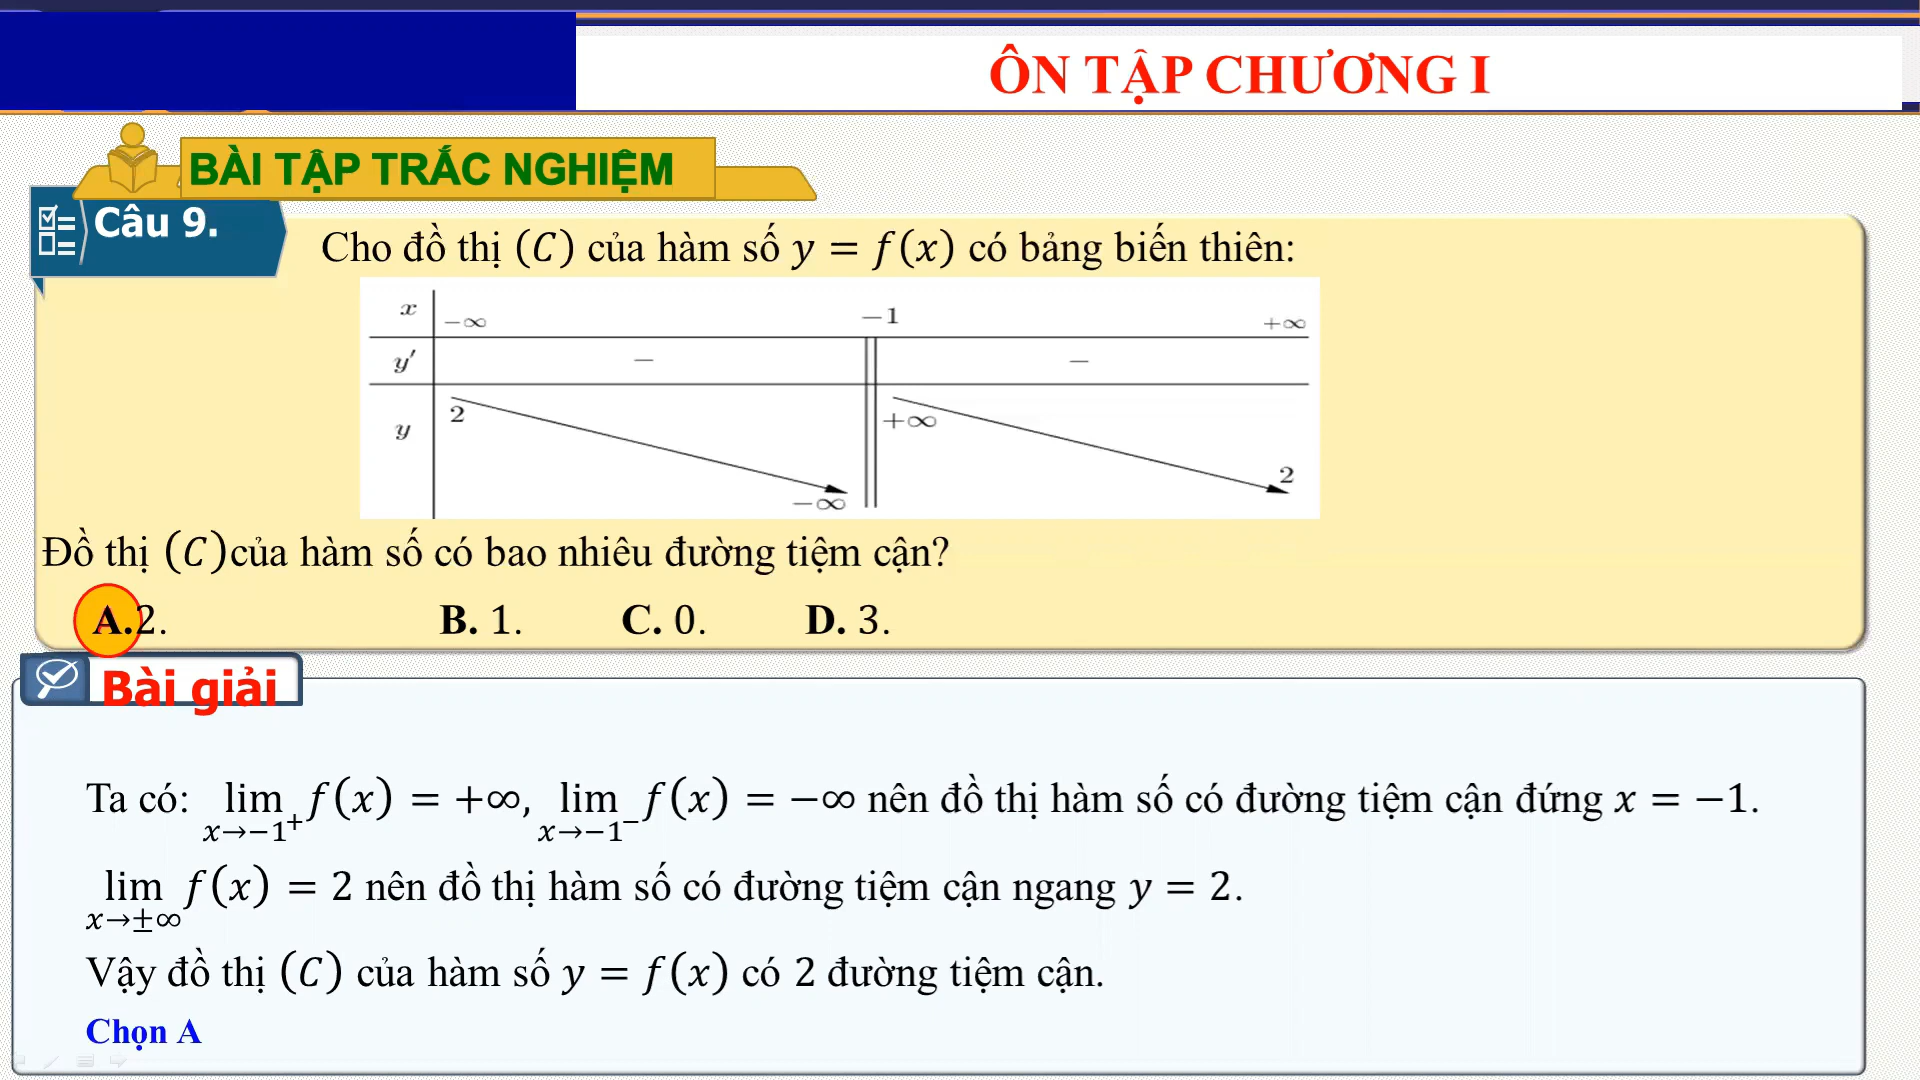 ÔN TẬP CHƯƠNG I
BÀI TẬP TRẮC NGHIỆM
Câu 9.
Cho đồ thị (C) của hàm số y = f(x) có bảng biến thiên:
x −∞ −1 +∞
y′ − −
y 2 −∞ +∞ 2
Đồ thị (C)của hàm số có bao nhiêu đường tiệm cận?
A.2. B. 1. C. 0. D. 3.
Bài giải
Ta có: lim x→−1⁺ f(x) = +∞, lim x→−1⁻ f(x) = −∞ nên đồ thị hàm số có đường tiệm cận đứng x = −1.
lim x→±∞ f(x) = 2 nên đồ thị hàm số có đường tiệm cận ngang y = 2.
Vậy đồ thị (C) của hàm số y = f(x) có 2 đường tiệm cận.
Chọn A